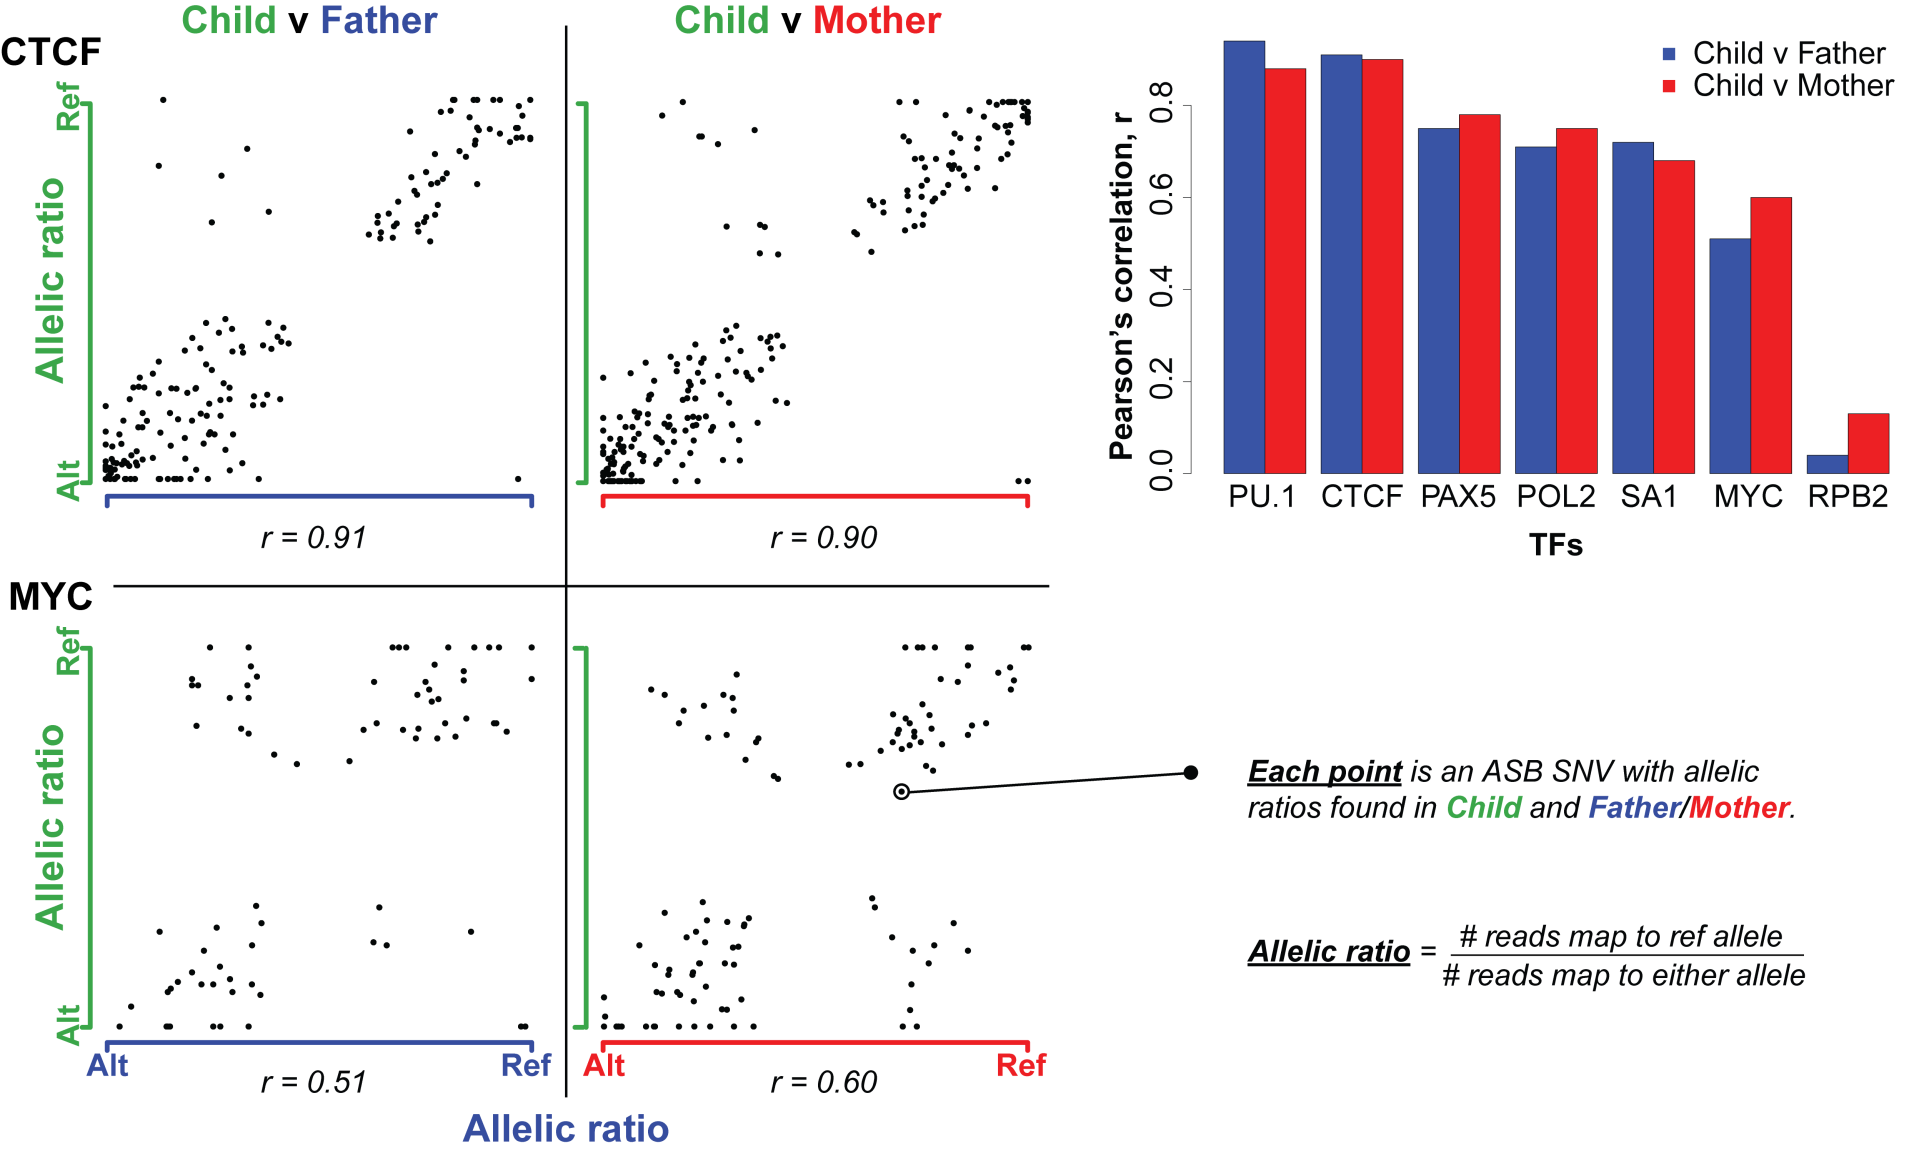 Child v Father
Child v Mother
CTCF
Ref
Allelic ratio
Alt
r = 0.91
r = 0.90
MYC
Ref
Allelic ratio
Alt
Alt
Ref
Alt
Ref
r = 0.51
r = 0.60
Allelic ratio
Child v Father
Child v Mother
Pearson's correlation, r
0.8
0.6
0.4
0.2
0.0
PU.1 CTCF PAX5 POL2 SA1 MYC RPB2
TFs
Each point is an ASB SNV with allelic
ratios found in Child and Father/Mother.
Allelic ratio = # reads map to ref allele
# reads map to either allele